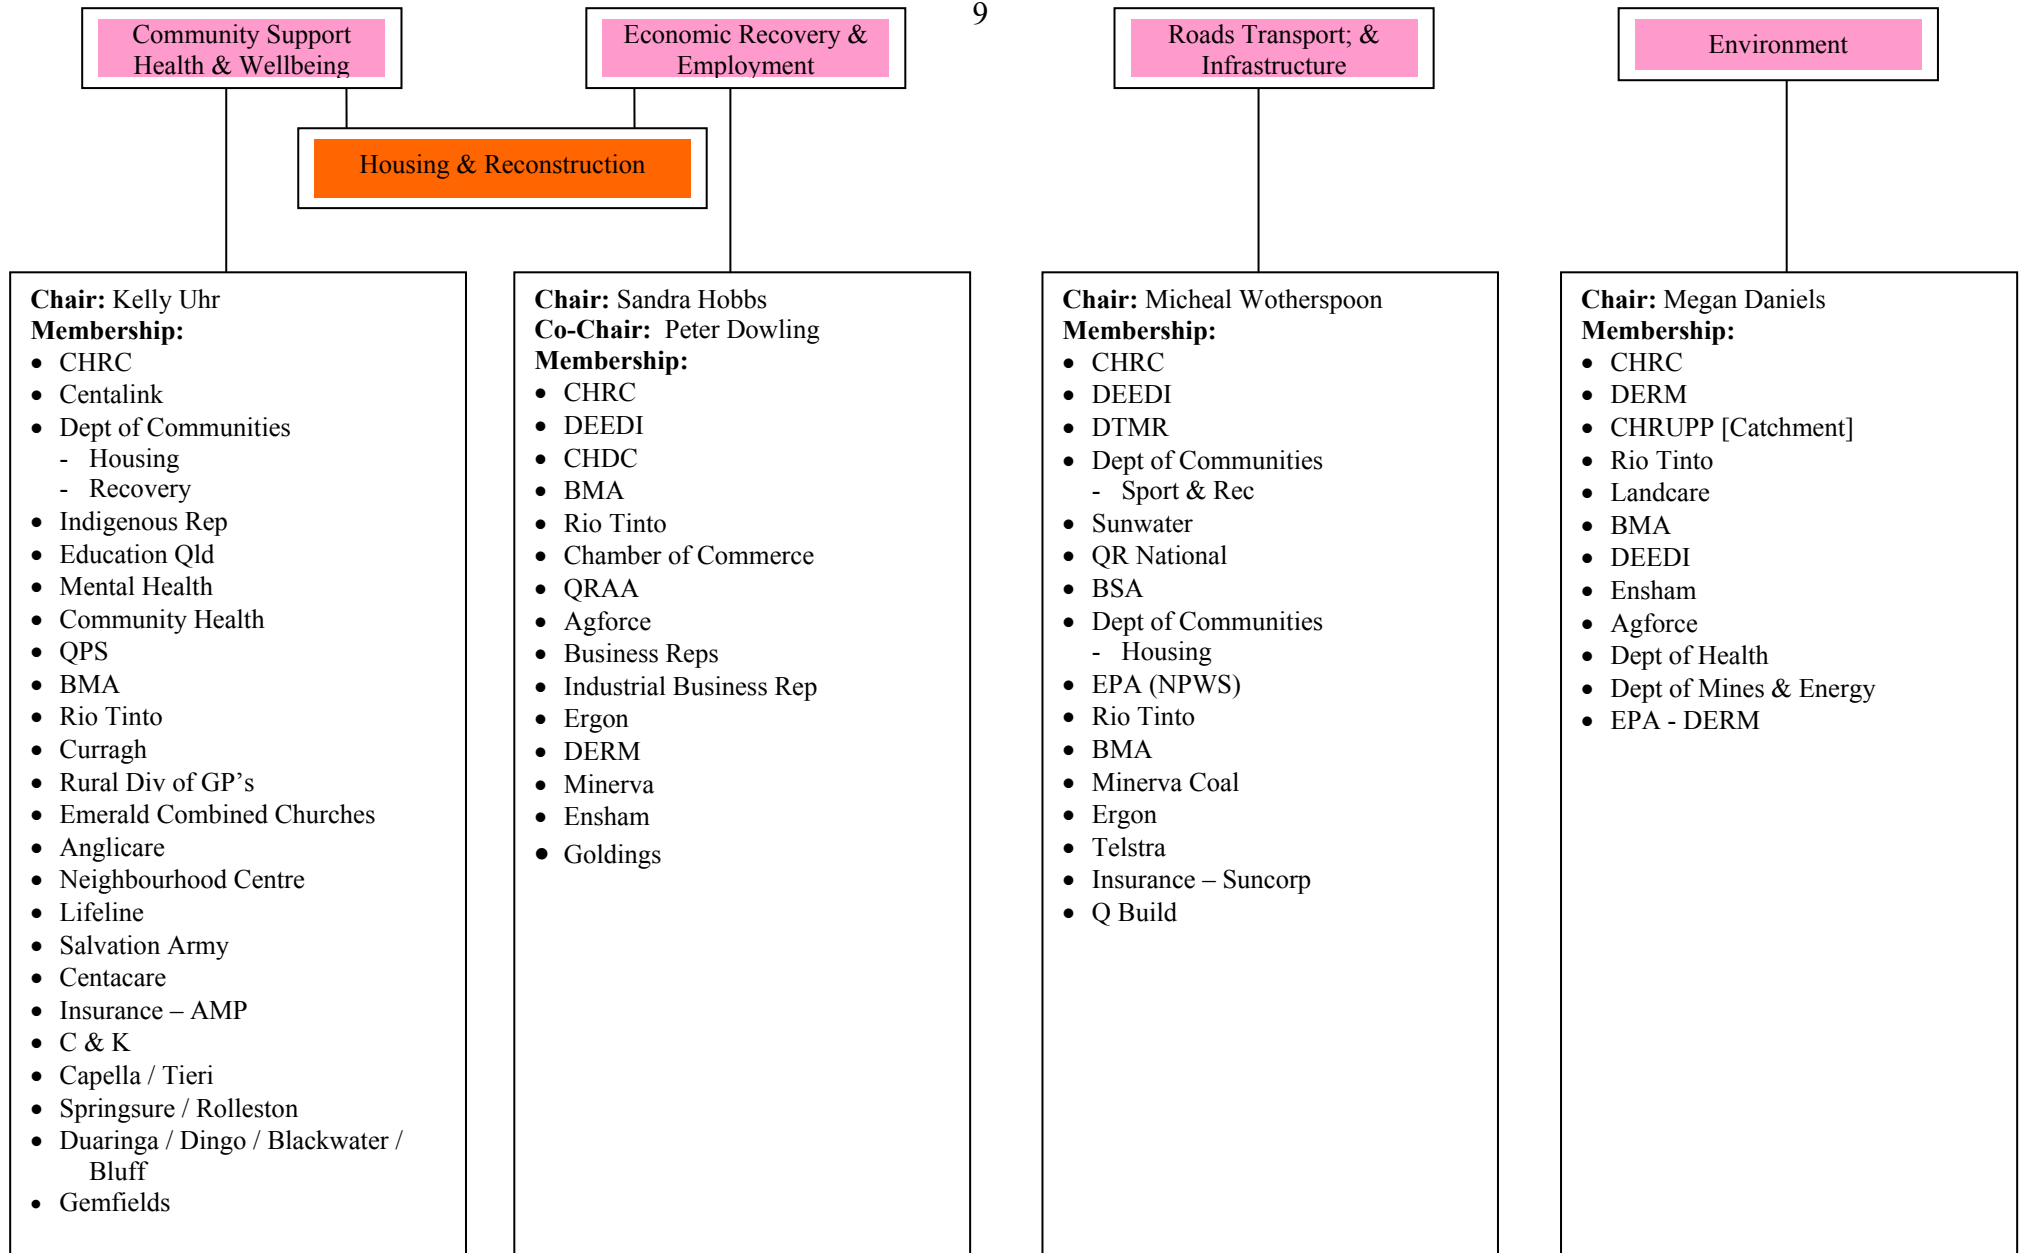 9
Community Support
Health & Wellbeing
Economic Recovery &
Employment
Roads Transport; &
Infrastructure
Environment
Housing & Reconstruction
Chair: Kelly Uhr
Membership:
• CHRC
• Centalink
• Dept of Communities
- Housing
- Recovery
• Indigenous Rep
• Education Qld
• Mental Health
• Community Health
• QPS
• BMA
• Rio Tinto
• Curragh
• Rural Div of GP’s
• Emerald Combined Churches
• Anglicare
• Neighbourhood Centre
• Lifeline
• Salvation Army
• Centacare
• Insurance – AMP
• C & K
• Capella / Tieri
• Springsure / Rolleston
• Duaringa / Dingo / Blackwater /
Bluff
• Gemfields
Chair: Sandra Hobbs
Co-Chair: Peter Dowling
Membership:
• CHRC
• DEEDI
• CHDC
• BMA
• Rio Tinto
• Chamber of Commerce
• QRAA
• Agforce
• Business Reps
• Industrial Business Rep
• Ergon
• DERM
• Minerva
• Ensham
• Goldings
Chair: Micheal Wotherspoon
Membership:
• CHRC
• DEEDI
• DTMR
• Dept of Communities
- Sport & Rec
• Sunwater
• QR National
• BSA
• Dept of Communities
- Housing
• EPA (NPWS)
• Rio Tinto
• BMA
• Minerva Coal
• Ergon
• Telstra
• Insurance – Suncorp
• Q Build
Chair: Megan Daniels
Membership:
• CHRC
• DERM
• CHRUPP [Catchment]
• Rio Tinto
• Landcare
• BMA
• DEEDI
• Ensham
• Agforce
• Dept of Health
• Dept of Mines & Energy
• EPA - DERM